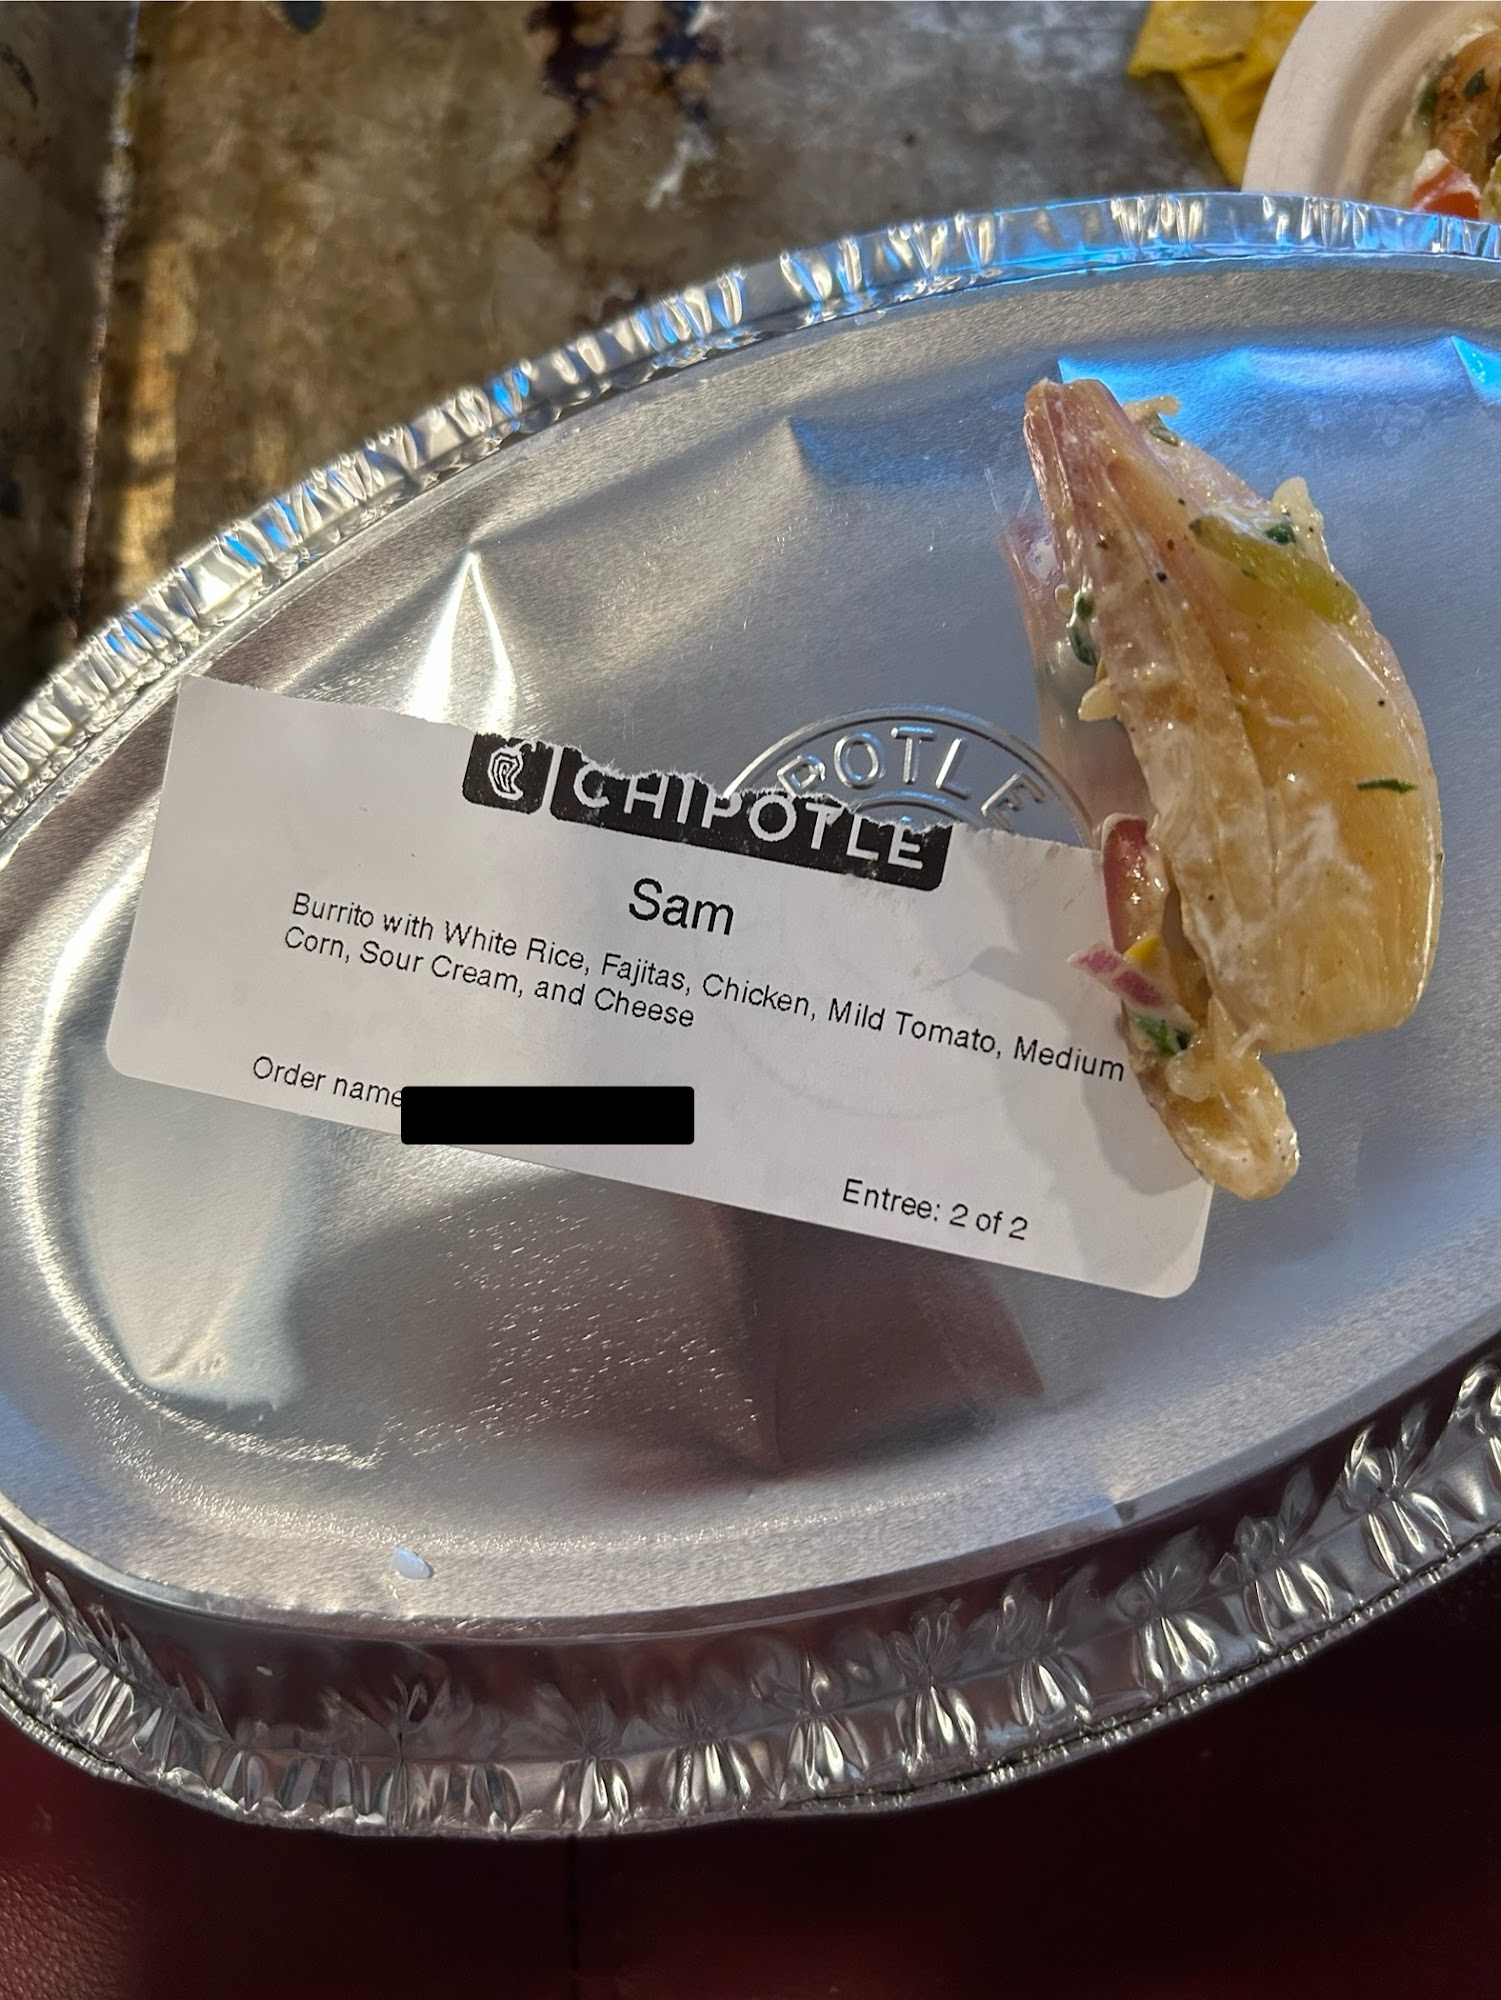 POTLE
CHIPOTLE
Sam
Burrito with White Rice, Fajitas, Chicken, Mild Tomato, Medium
Corn, Sour Cream, and Cheese
Order name
Entree: 2 of 2